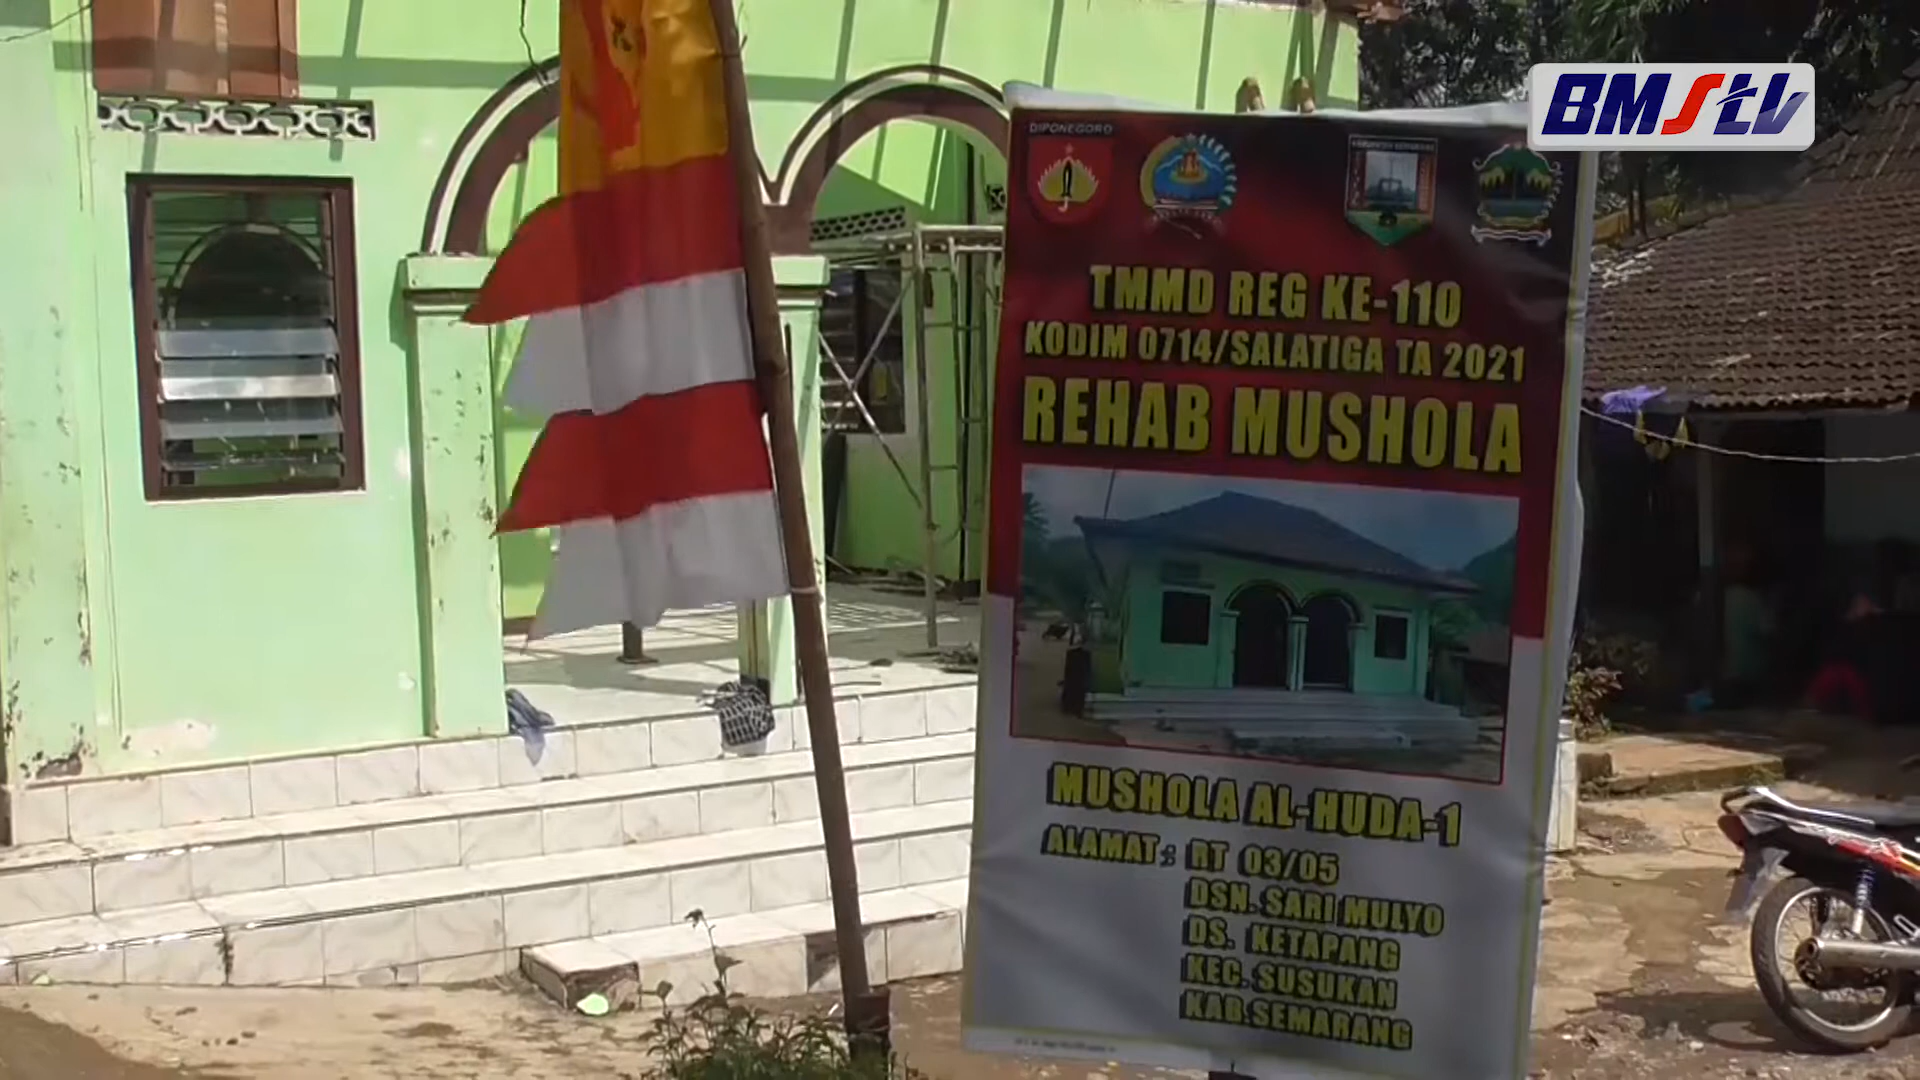 BMStv
DIPONEGORO
TMMD REG KE-110
KODIM 0714/SALATIGA TA 2021
REHAB MUSHOLA
MUSHOLA AL-HUDA-1
ALAMAT : RT 03/05
DSN. SARI MULYO
DS. KETAPANG
KEC. SUSUKAN
KAB.SEMARANG